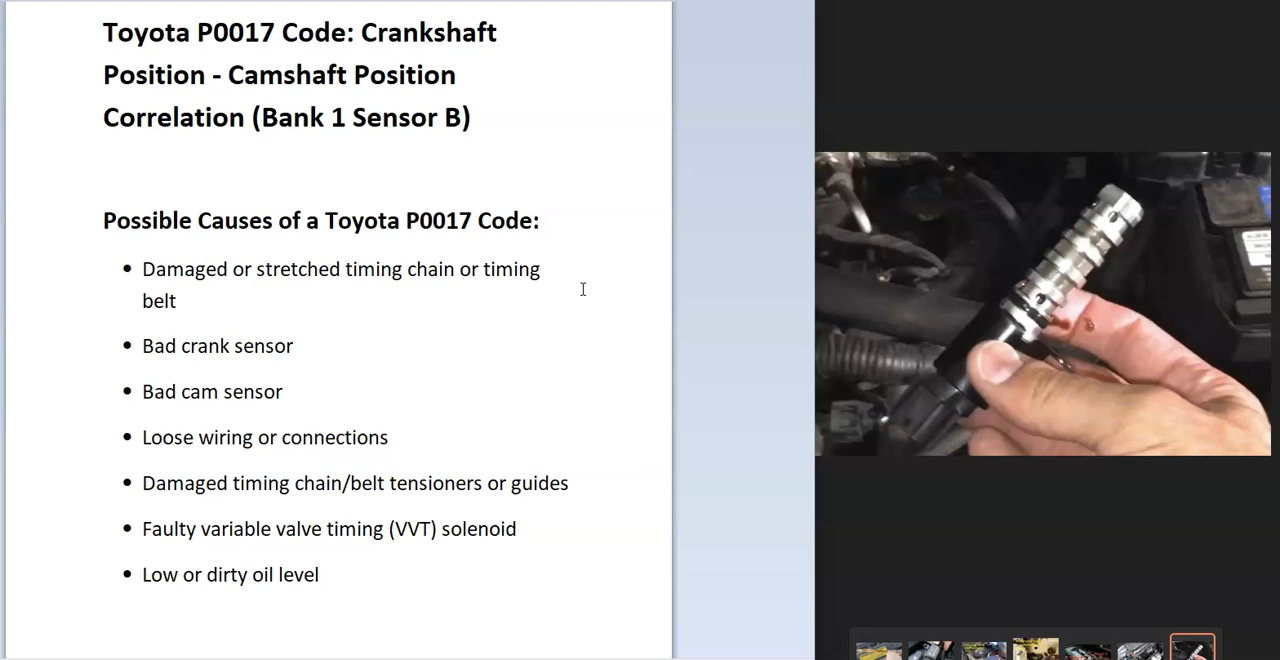 Toyota P0017 Code: Crankshaft
Position - Camshaft Position
Correlation (Bank 1 Sensor B)
Possible Causes of a Toyota P0017 Code:
• Damaged or stretched timing chain or timing
belt
• Bad crank sensor
• Bad cam sensor
• Loose wiring or connections
• Damaged timing chain/belt tensioners or guides
• Faulty variable valve timing (VVT) solenoid
• Low or dirty oil level